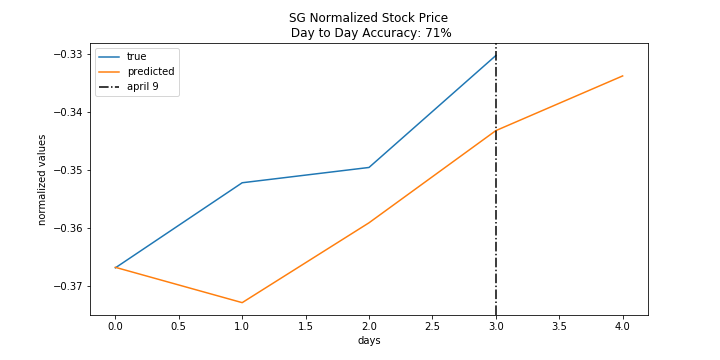 SG Normalized Stock Price
Day to Day Accuracy: 71%
true
predicted
april 9
normalized values
−0.33
−0.34
−0.35
−0.36
−0.37
0.0 0.5 1.0 1.5 2.0 2.5 3.0 3.5 4.0
days